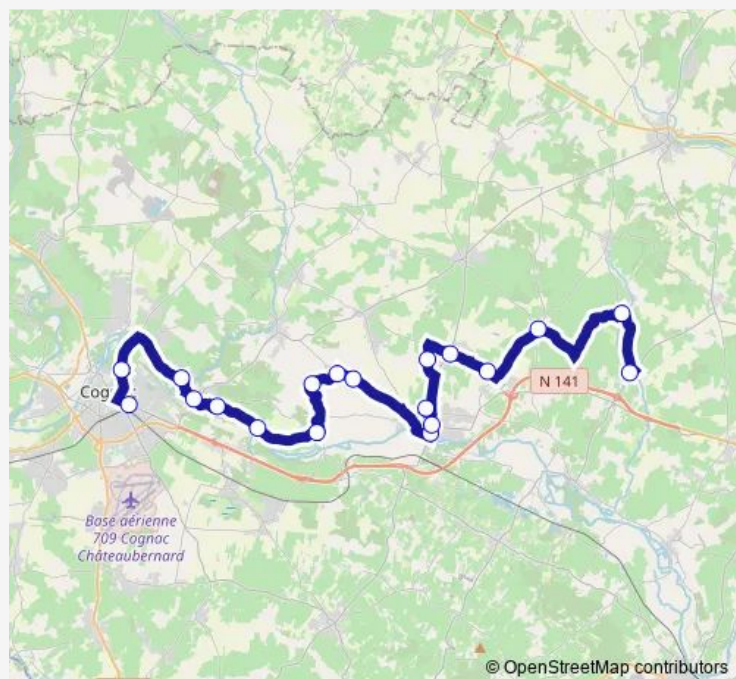 Cog
N 141
Base aérienne
709 Cognac
Châteaubernard
© OpenStreetMap contributors